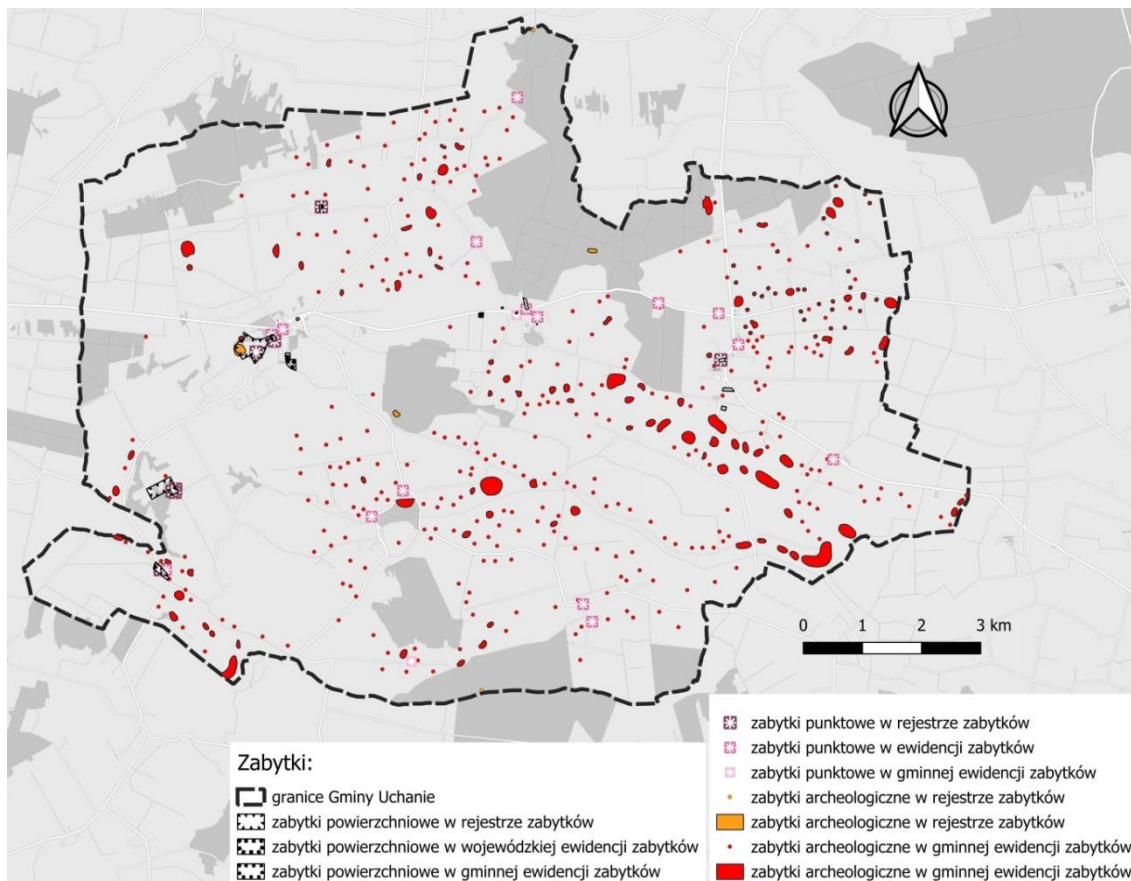 0 1 2 3 km
Zabytki:
granice Gminy Uchanie
zabytki powierzchniowe w rejestrze zabytków
zabytki powierzchniowe w wojewódzkiej ewidencji zabytków
zabytki powierzchniowe w gminnej ewidencji zabytków
zabytki punktowe w rejestrze zabytków
zabytki punktowe w ewidencji zabytków
zabytki punktowe w gminnej ewidencji zabytków
zabytki archeologiczne w rejestrze zabytków
zabytki archeologiczne w rejestrze zabytków
zabytki archeologiczne w gminnej ewidencji zabytków
zabytki archeologiczne w gminnej ewidencji zabytków